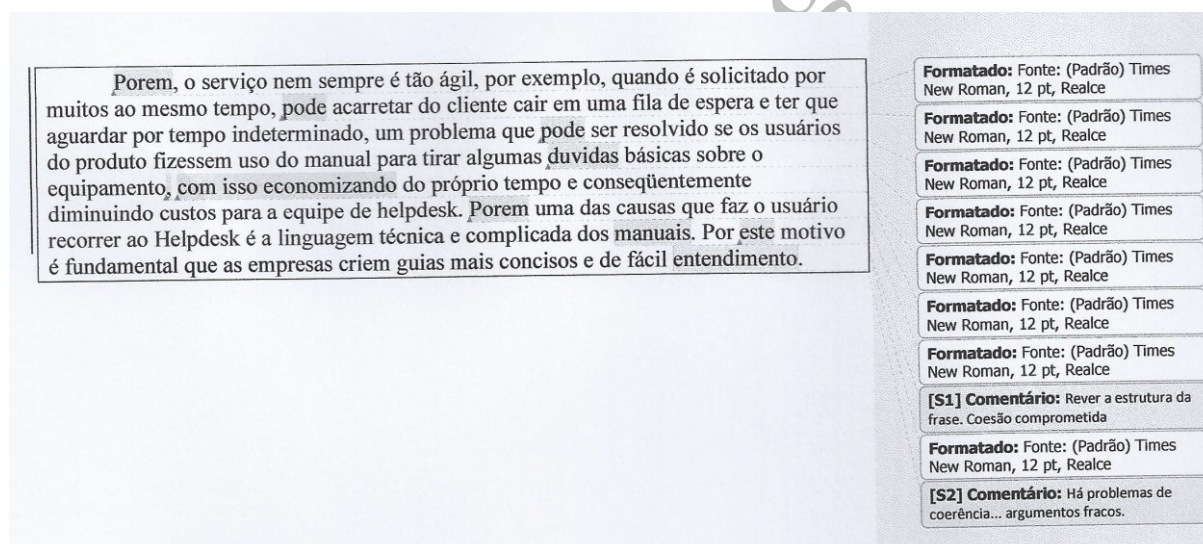 Porem, o serviço nem sempre é tão ágil, por exemplo, quando é solicitado por
muitos ao mesmo tempo, pode acarretar do cliente cair em uma fila de espera e ter que
aguardar por tempo indeterminado, um problema que pode ser resolvido se os usuários
do produto fizessem uso do manual para tirar algumas duvidas básicas sobre o
equipamento, com isso economizando do próprio tempo e conseqüentemente
diminuindo custos para a equipe de helpdesk. Porem uma das causas que faz o usuário
recorrer ao Helpdesk é a linguagem técnica e complicada dos manuais. Por este motivo
é fundamental que as empresas criem guias mais concisos e de fácil entendimento.
Formatado: Fonte: (Padrão) Times
New Roman, 12 pt, Realce
Formatado: Fonte: (Padrão) Times
New Roman, 12 pt, Realce
Formatado: Fonte: (Padrão) Times
New Roman, 12 pt, Realce
Formatado: Fonte: (Padrão) Times
New Roman, 12 pt, Realce
Formatado: Fonte: (Padrão) Times
New Roman, 12 pt, Realce
Formatado: Fonte: (Padrão) Times
New Roman, 12 pt, Realce
Formatado: Fonte: (Padrão) Times
New Roman, 12 pt, Realce
[S1] Comentário: Rever a estrutura da
frase. Coesão comprometida
Formatado: Fonte: (Padrão) Times
New Roman, 12 pt, Realce
[S2] Comentário: Há problemas de
coerência... argumentos fracos.